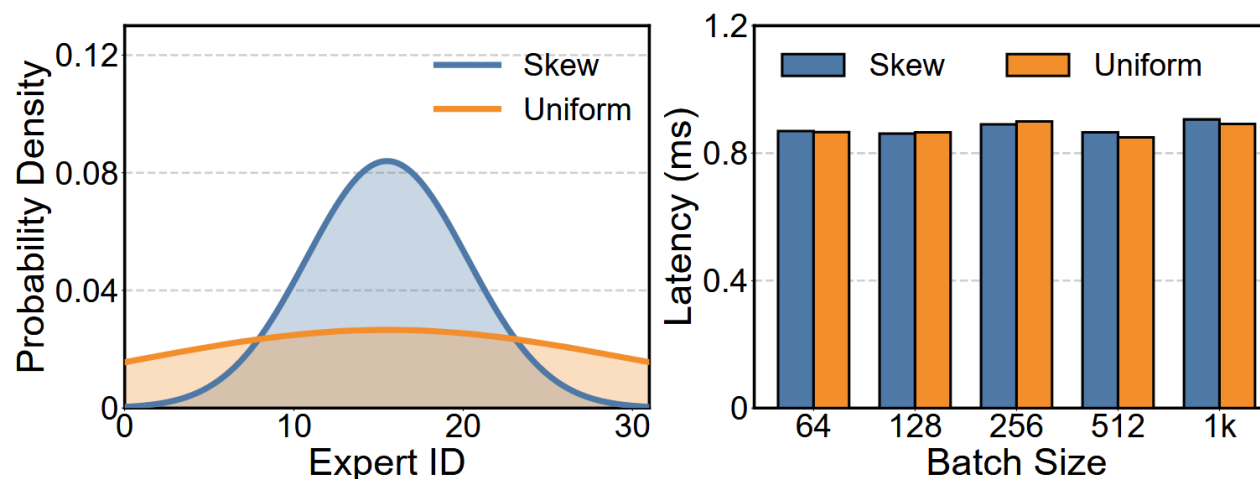 Probability Density
0.12
0.08
0.04
0
Skew
Uniform
0 10 20 30
Expert ID
Latency (ms)
1.2
0.8
0.4
0
Skew Uniform
64 128 256 512 1k
Batch Size